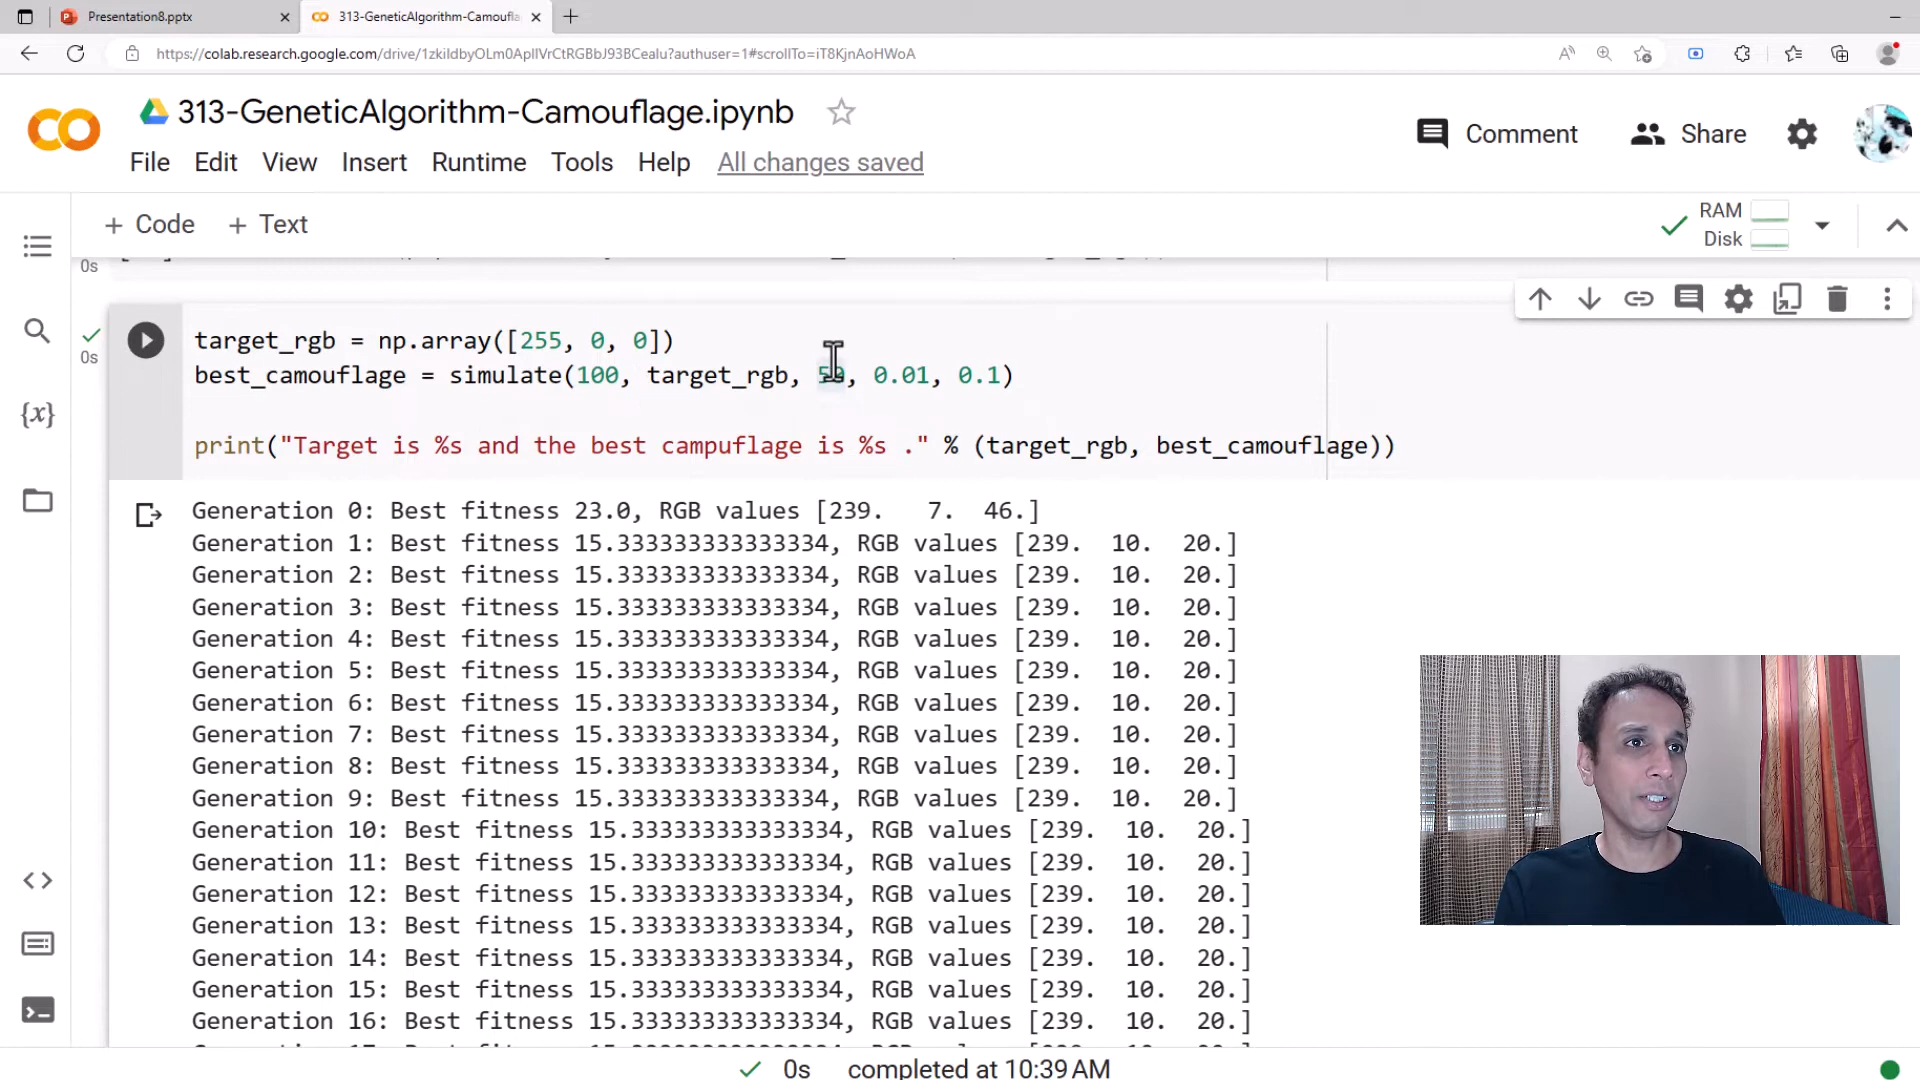 Presentation8.pptx
313-GeneticAlgorithm-Camoufla
https://colab.research.google.com/drive/1zkiIdbyOLm0ApIlVrCtRGBbJ93BCealu?authuser=1#scrollTo=iT8KjnAoHWoA
313-GeneticAlgorithm-Camouflage.ipynb
Comment
Share
File Edit View Insert Runtime Tools Help All changes saved
+ Code + Text
RAM
Disk
0s
0s
target_rgb = np.array([255, 0, 0])
best_camouflage = simulate(100, target_rgb, 50, 0.01, 0.1)
print("Target is %s and the best campuflage is %s ." % (target_rgb, best_camouflage))
Generation 0: Best fitness 23.0, RGB values [239. 7. 46.]
Generation 1: Best fitness 15.333333333333334, RGB values [239. 10. 20.]
Generation 2: Best fitness 15.333333333333334, RGB values [239. 10. 20.]
Generation 3: Best fitness 15.333333333333334, RGB values [239. 10. 20.]
Generation 4: Best fitness 15.333333333333334, RGB values [239. 10. 20.]
Generation 5: Best fitness 15.333333333333334, RGB values [239. 10. 20.]
Generation 6: Best fitness 15.333333333333334, RGB values [239. 10. 20.]
Generation 7: Best fitness 15.333333333333334, RGB values [239. 10. 20.]
Generation 8: Best fitness 15.333333333333334, RGB values [239. 10. 20.]
Generation 9: Best fitness 15.333333333333334, RGB values [239. 10. 20.]
Generation 10: Best fitness 15.333333333333334, RGB values [239. 10. 20.]
Generation 11: Best fitness 15.333333333333334, RGB values [239. 10. 20.]
Generation 12: Best fitness 15.333333333333334, RGB values [239. 10. 20.]
Generation 13: Best fitness 15.333333333333334, RGB values [239. 10. 20.]
Generation 14: Best fitness 15.333333333333334, RGB values [239. 10. 20.]
Generation 15: Best fitness 15.333333333333334, RGB values [239. 10. 20.]
Generation 16: Best fitness 15.333333333333334, RGB values [239. 10. 20.]
0s completed at 10:39 AM